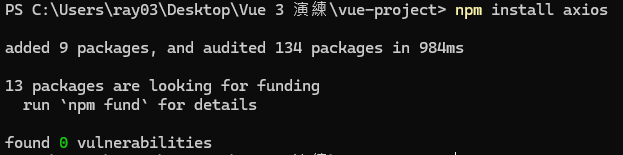 PS C:\Users\ray03\Desktop\Vue 3 演練\vue-project> npm install axios
added 9 packages, and audited 134 packages in 984ms
13 packages are looking for funding
  run `npm fund` for details
found 0 vulnerabilities